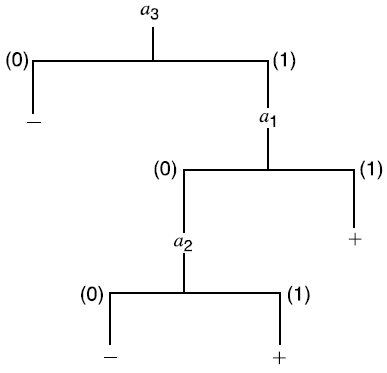 a3
(0) (1)
−
a1
(0) (1)
+
a2
(0) (1)
− +